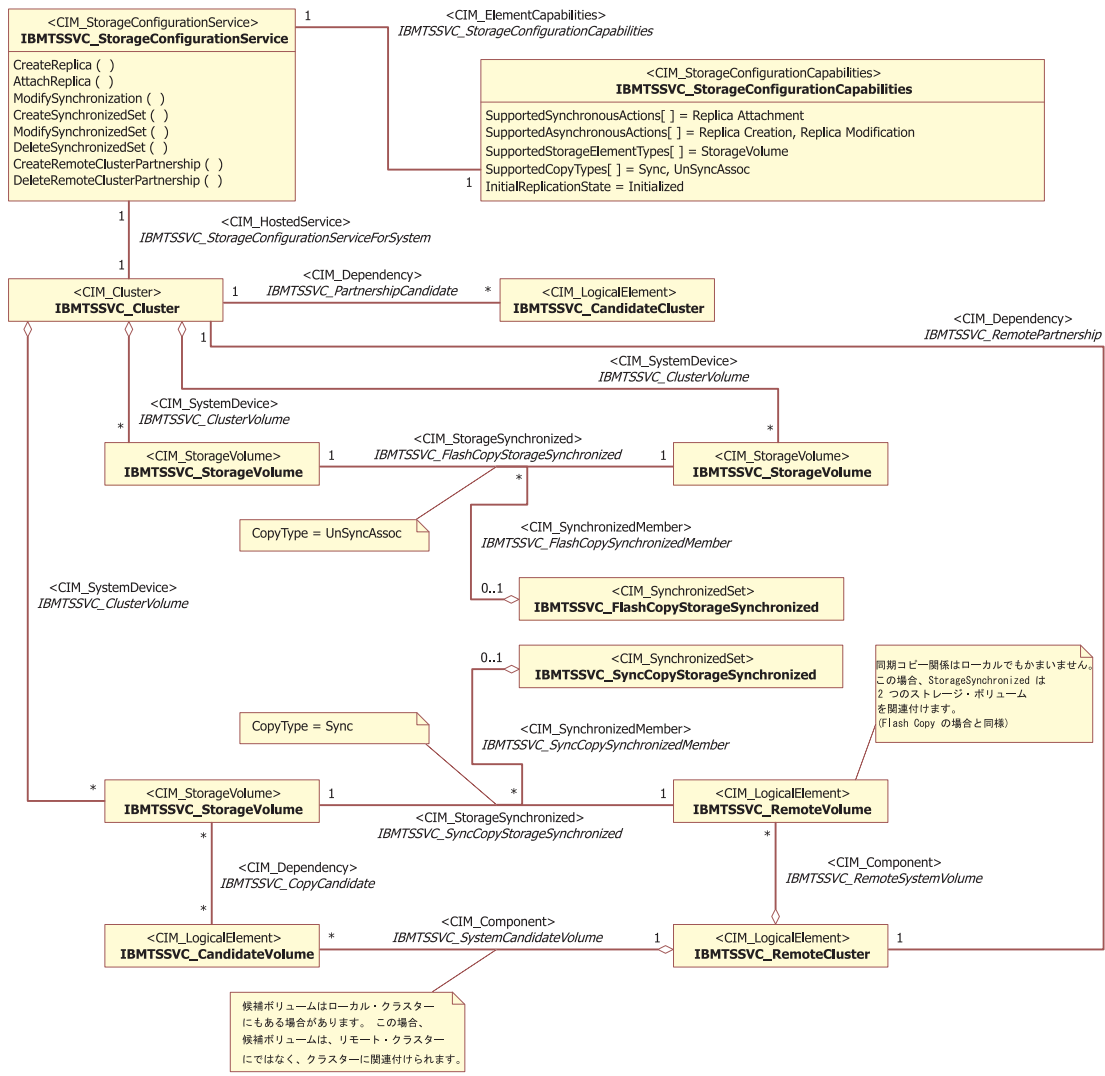 <CIM_StorageConfigurationService>
IBMTSSVC_StorageConfigurationService
CreateReplica ( )
AttachReplica ( )
ModifySynchronization ( )
CreateSynchronizedSet ( )
ModifySynchronizedSet ( )
DeleteSynchronizedSet ( )
CreateRemoteClusterPartnership ( )
DeleteRemoteClusterPartnership ( )
1
<CIM_ElementCapabilities>
IBMTSSVC_StorageConfigurationCapabilities
<CIM_StorageConfigurationCapabilities>
IBMTSSVC_StorageConfigurationCapabilities
SupportedSynchronousActions[ ] = Replica Attachment
SupportedAsynchronousActions[ ] = Replica Creation, Replica Modification
SupportedStorageElementTypes[ ] = StorageVolume
SupportedCopyTypes[ ] = Sync, UnSyncAssoc
InitialReplicationState = Initialized
1
1
<CIM_HostedService>
IBMTSSVC_StorageConfigurationServiceForSystem
1
<CIM_Cluster>
IBMTSSVC_Cluster
1
<CIM_Dependency>
IBMTSSVC_PartnershipCandidate
*
<CIM_LogicalElement>
IBMTSSVC_CandidateCluster
1
<CIM_Dependency>
IBMTSSVC_RemotePartnership
<CIM_SystemDevice>
IBMTSSVC_ClusterVolume
<CIM_SystemDevice>
IBMTSSVC_ClusterVolume
*
*
<CIM_StorageVolume>
IBMTSSVC_StorageVolume
1
<CIM_StorageSynchronized>
IBMTSSVC_FlashCopyStorageSynchronized
1
<CIM_StorageVolume>
IBMTSSVC_StorageVolume
*
CopyType = UnSyncAssoc
<CIM_SynchronizedMember>
IBMTSSVC_FlashCopySynchronizedMember
<CIM_SystemDevice>
IBMTSSVC_ClusterVolume
0..1
<CIM_SynchronizedSet>
IBMTSSVC_FlashCopyStorageSynchronized
0..1
<CIM_SynchronizedSet>
IBMTSSVC_SyncCopyStorageSynchronized
同期コピー関係はローカルでもかまいません。
この場合、StorageSynchronized は
2 つのストレージ・ボリューム
を関連付けます。
(Flash Copy の場合と同様)
CopyType = Sync
<CIM_SynchronizedMember>
IBMTSSVC_SyncCopySynchronizedMember
*
<CIM_StorageVolume>
IBMTSSVC_StorageVolume
1
*
1
<CIM_LogicalElement>
IBMTSSVC_RemoteVolume
<CIM_StorageSynchronized>
IBMTSSVC_SyncCopyStorageSynchronized
*
*
<CIM_Dependency>
IBMTSSVC_CopyCandidate
<CIM_Component>
IBMTSSVC_RemoteSystemVolume
*
<CIM_LogicalElement>
IBMTSSVC_CandidateVolume
*
<CIM_Component>
IBMTSSVC_SystemCandidateVolume
1
<CIM_LogicalElement>
IBMTSSVC_RemoteCluster
1
候補ボリュームはローカル・クラスター
にもある場合があります。 この場合、
候補ボリュームは、リモート・クラスター
にではなく、クラスターに関連付けられます。